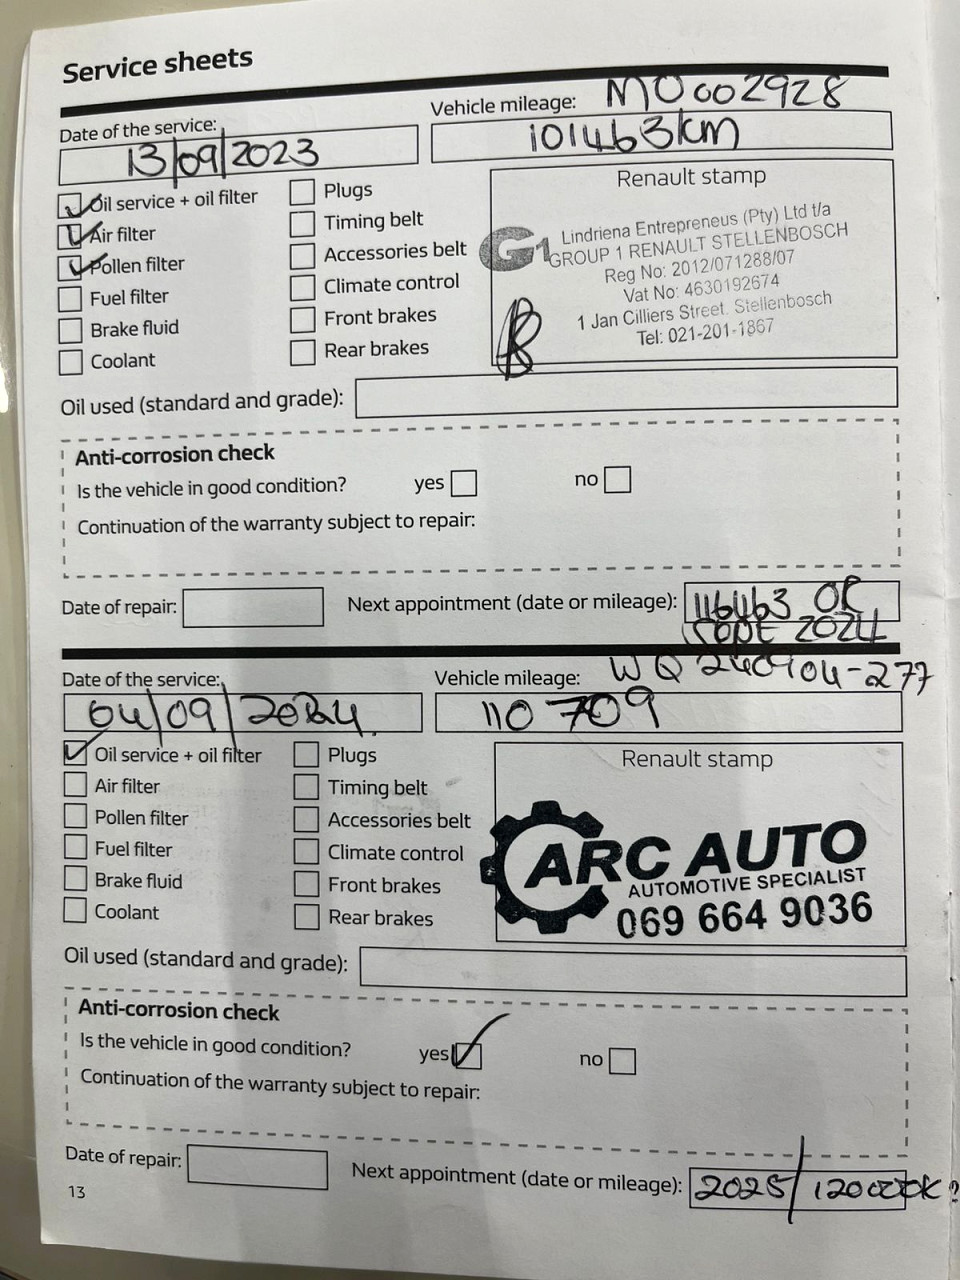 Service sheets
Date of the service:
13/09/2023
Vehicle mileage: MO002928
101463km
Oil service + oil filter
Air filter
Pollen filter
Fuel filter
Brake fluid
Coolant
Plugs
Timing belt
Accessories belt
Climate control
Front brakes
Rear brakes
Renault stamp
G1
Lindriena Entrepreneus (Pty) Ltd t/a
GROUP 1 RENAULT STELLENBOSCH
Reg No: 2012/071288/07
Vat No: 4630192674
1 Jan Cilliers Street. Stellenbosch
Tel: 021-201-1867
Oil used (standard and grade):
Anti-corrosion check
Is the vehicle in good condition? yes no
Continuation of the warranty subject to repair:
Date of repair:
Next appointment (date or mileage): 116463 OR
Sept 2024
Date of the service:
04/09/2024
Vehicle mileage: WQ 240904-277
110 709
Oil service + oil filter
Air filter
Pollen filter
Fuel filter
Brake fluid
Coolant
Plugs
Timing belt
Accessories belt
Climate control
Front brakes
Rear brakes
Renault stamp
ARC AUTO
AUTOMOTIVE SPECIALIST
069 664 9036
Oil used (standard and grade):
Anti-corrosion check
Is the vehicle in good condition? yes no
Continuation of the warranty subject to repair:
Date of repair:
Next appointment (date or mileage): 2025/
13